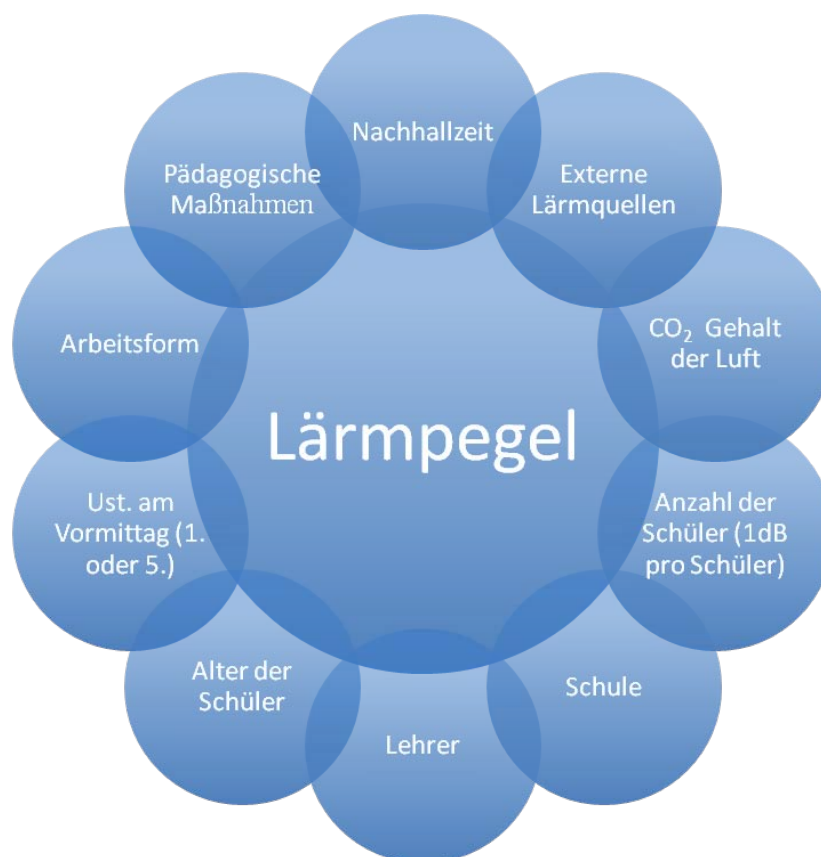 Nachhallzeit
Externe
Lärmquellen
CO₂ Gehalt
der Luft
Anzahl der
Schüler (1dB
pro Schüler)
Schule
Lehrer
Alter der
Schüler
Ust. am
Vormittag (1.
oder 5.)
Arbeitsform
Pädagogische
Maßnahmen
Lärmpegel